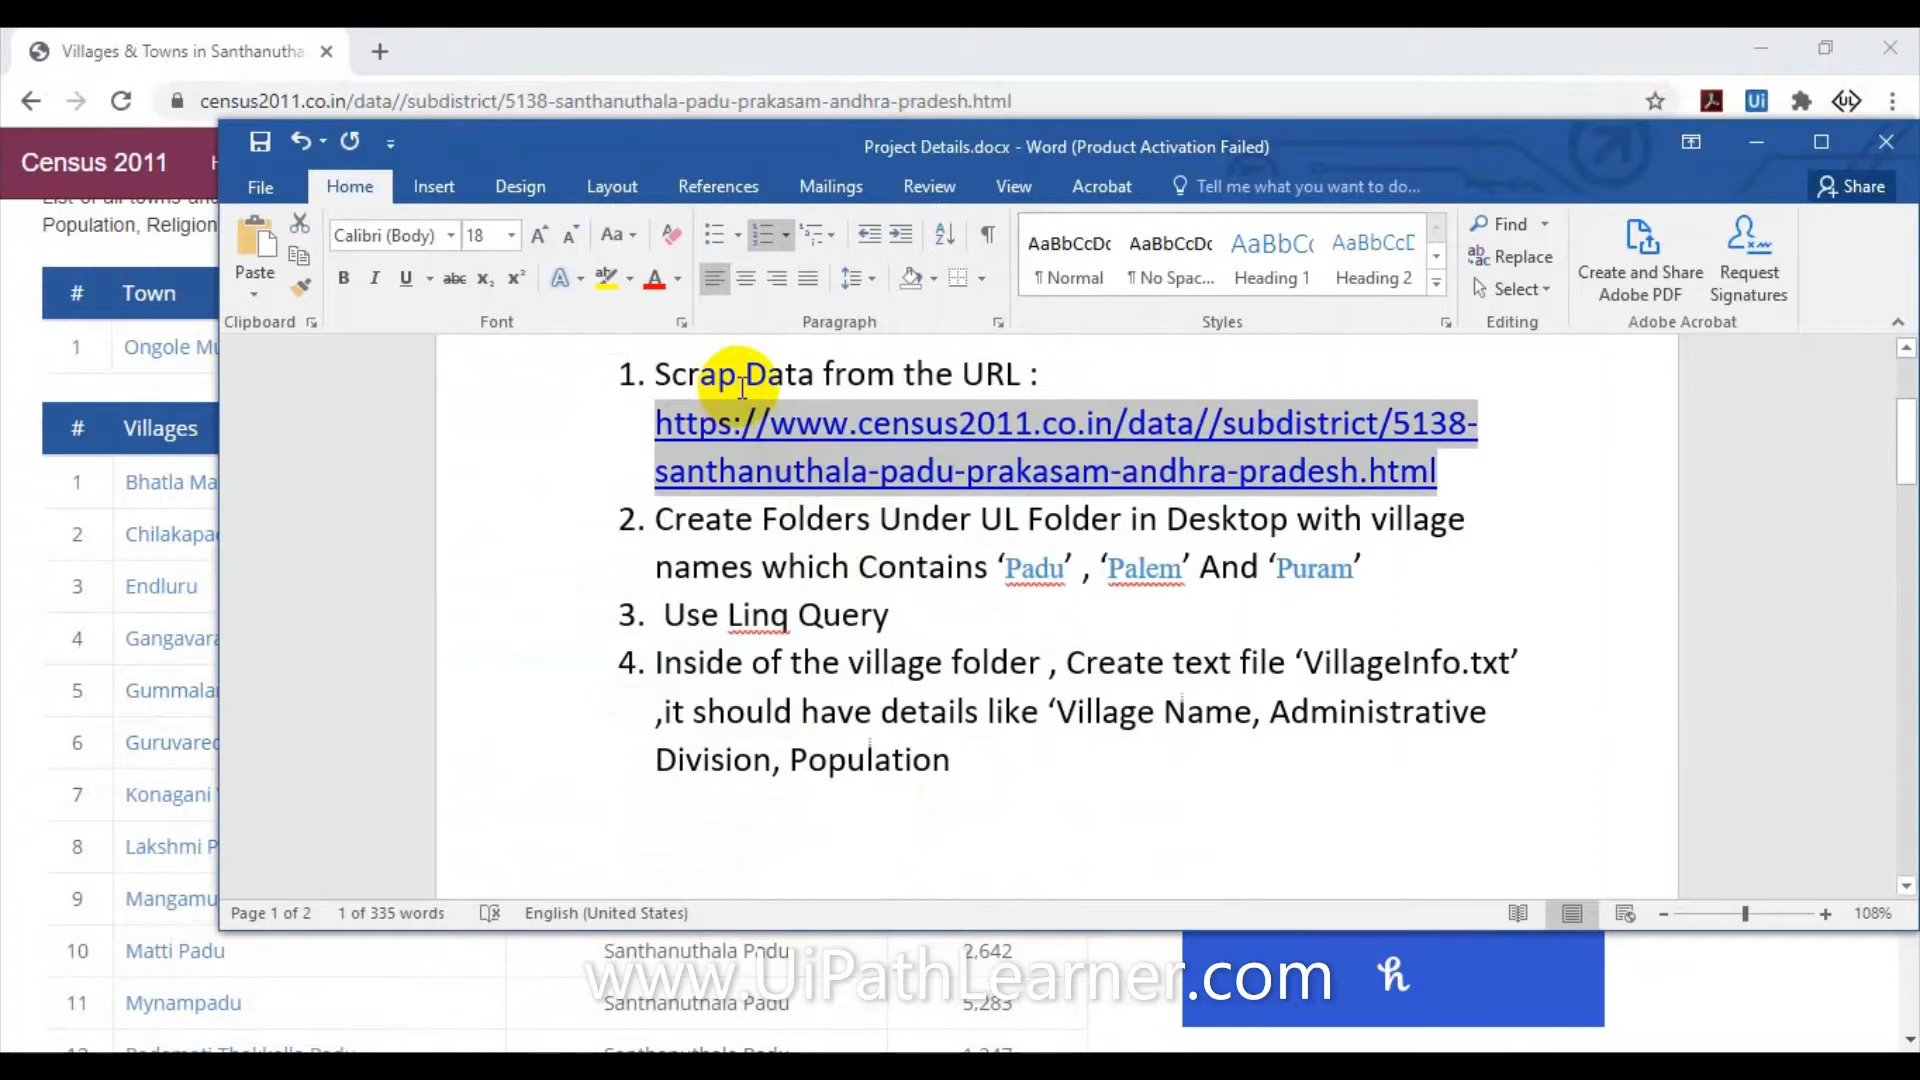 Villages & Towns in Santhanutha
census2011.co.in/data//subdistrict/5138-santhanuthala-padu-prakasam-andhra-pradesh.html
Project Details.docx - Word (Product Activation Failed)
File Home Insert Design Layout References Mailings Review View Acrobat Tell me what you want to do... Share
Calibri (Body) 18
Paste
Clipboard Font Paragraph Styles Editing Adobe Acrobat
AaBbCcDc AaBbCcDc AaBbCc AaBbCcD
¶ Normal ¶ No Spac... Heading 1 Heading 2
Find
Replace
Select
Create and Share
Adobe PDF
Request
Signatures
Census 2011
Population, Religion
# Town
1 Ongole Mu
# Villages
1 Bhatla Ma
2 Chilakapa
3 Endluru
4 Gangavara
5 Gummala
6 Guruvared
7 Konagani
8 Lakshmi P
9 Mangamu
10 Matti Padu Santhanuthala Padu 2,642
11 Mynampadu Santhanuthala Padu 5,283
1. Scrap Data from the URL :
https://www.census2011.co.in/data//subdistrict/5138-
santhanuthala-padu-prakasam-andhra-pradesh.html
2. Create Folders Under UL Folder in Desktop with village
names which Contains ‘Padu’ , ‘Palem’ And ‘Puram’
3. Use Linq Query
4. Inside of the village folder , Create text file ‘VillageInfo.txt’
,it should have details like ‘Village Name, Administrative
Division, Population
Page 1 of 2 1 of 335 words English (United States) 108%
www.UiPathLearner.com